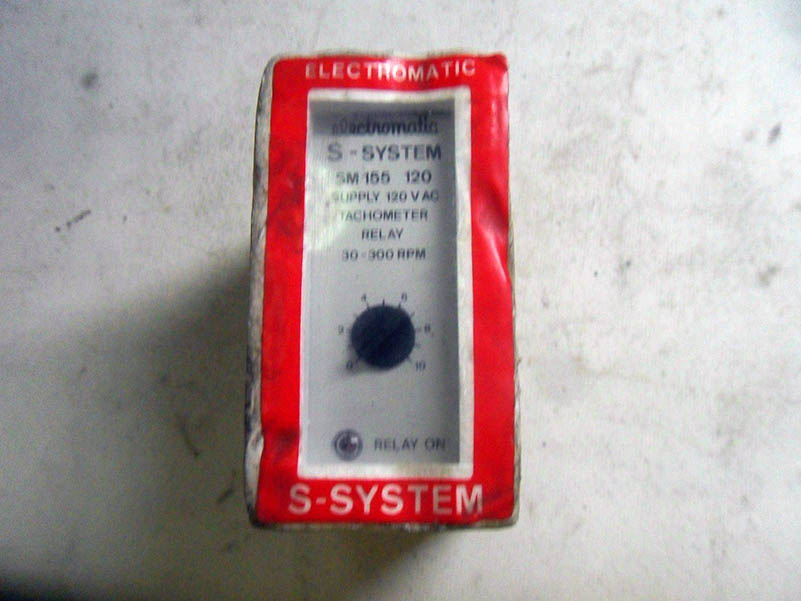 ELECTROMATIC
electromatic
S-SYSTEM
SM 155 120
SUPPLY 120 V AC
TACHOMETER
RELAY
30-300 RPM
4 6
2 8
0 10
RELAY ON
S-SYSTEM